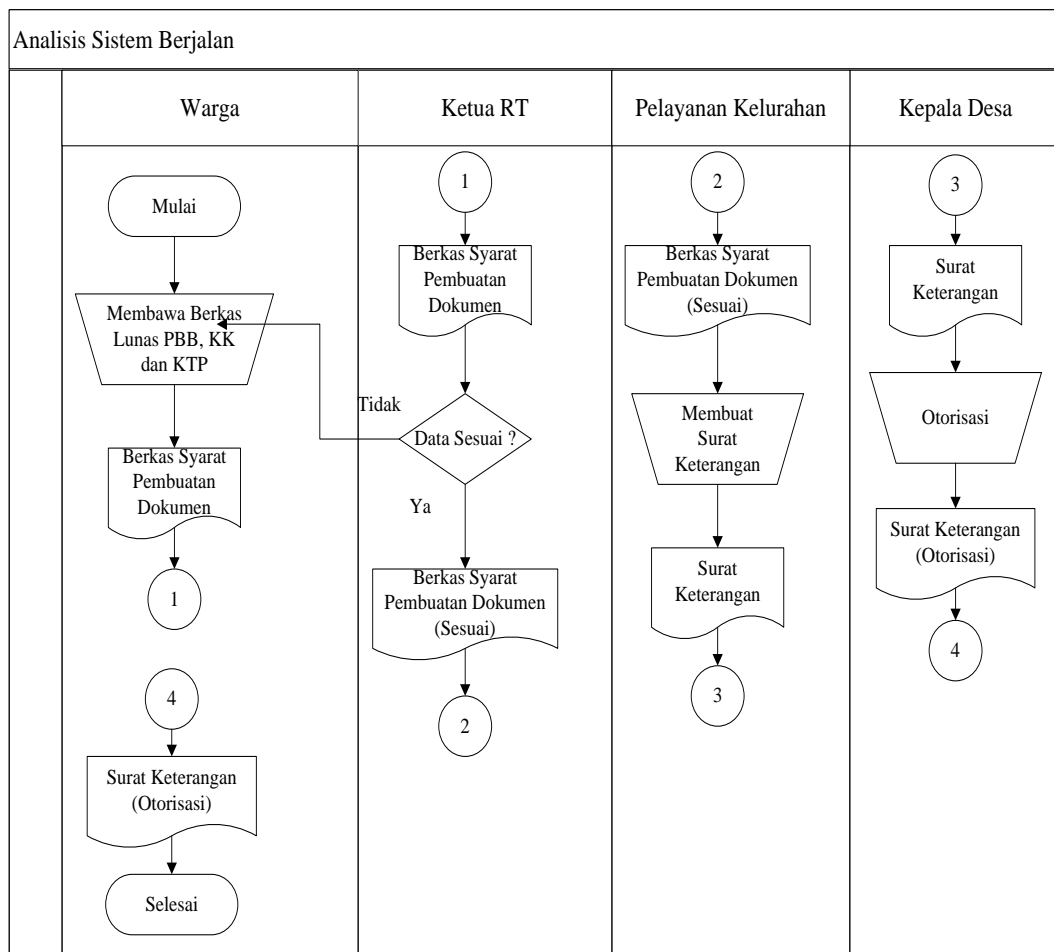 Analisis Sistem Berjalan
Warga
Ketua RT
Pelayanan Kelurahan
Kepala Desa
Mulai
Membawa Berkas
Lunas PBB, KK
dan KTP
Berkas Syarat
Pembuatan
Dokumen
1
4
Surat Keterangan
(Otorisasi)
Selesai
1
Berkas Syarat
Pembuatan
Dokumen
Tidak
Data Sesuai ?
Ya
Berkas Syarat
Pembuatan Dokumen
(Sesuai)
2
2
Berkas Syarat
Pembuatan Dokumen
(Sesuai)
Membuat
Surat
Keterangan
Surat
Keterangan
3
3
Surat
Keterangan
Otorisasi
Surat Keterangan
(Otorisasi)
4